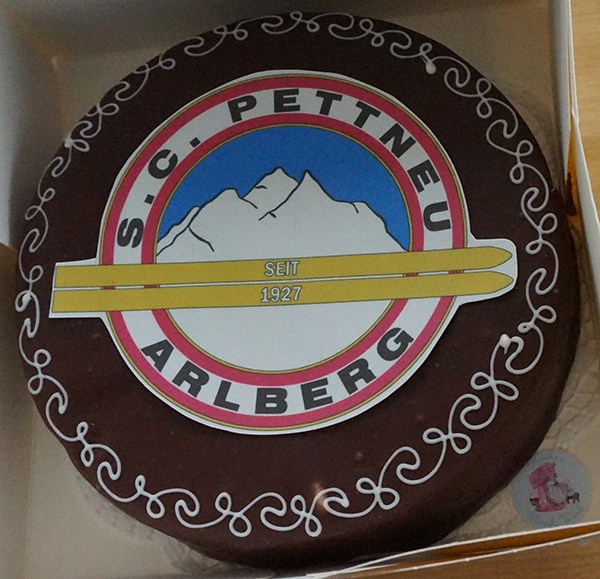 S.C. PETTNEU
SEIT
1927
ARLBERG